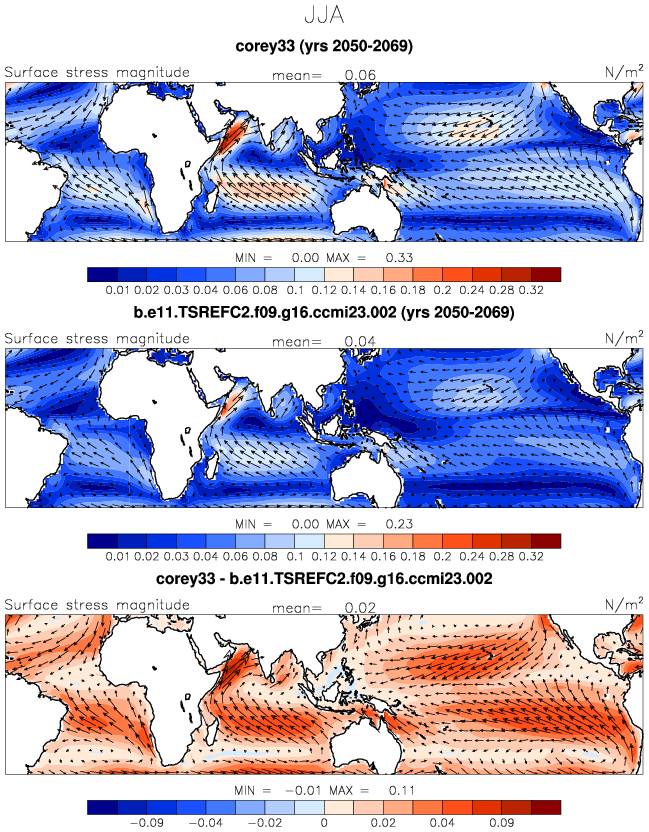 JJA
corey33 (yrs 2050-2069)
Surface stress magnitude mean= 0.06 N/m²
MIN = 0.00 MAX = 0.33
0.01 0.02 0.03 0.04 0.06 0.08 0.1 0.12 0.14 0.16 0.18 0.2 0.24 0.28 0.32
b.e11.TSREFC2.f09.g16.ccmi23.002 (yrs 2050-2069)
Surface stress magnitude mean= 0.04 N/m²
MIN = 0.00 MAX = 0.23
0.01 0.02 0.03 0.04 0.06 0.08 0.1 0.12 0.14 0.16 0.18 0.2 0.24 0.28 0.32
corey33 - b.e11.TSREFC2.f09.g16.ccmi23.002
Surface stress magnitude mean= 0.02 N/m²
MIN = −0.01 MAX = 0.11
−0.09 −0.04 −0.02 0 0.02 0.04 0.09